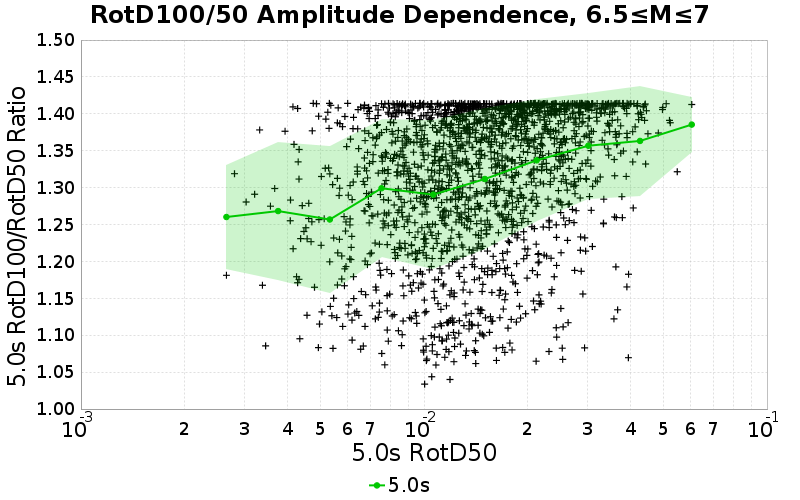 RotD100/50 Amplitude Dependence, 6.5≤M≤7
5.0s RotD100/RotD50 Ratio
1.50
1.45
1.40
1.35
1.30
1.25
1.20
1.15
1.10
1.05
1.00
10-3 2 3 4 5 6 7 10-2 2 3 4 5 6 7 10-1
5.0s RotD50
5.0s